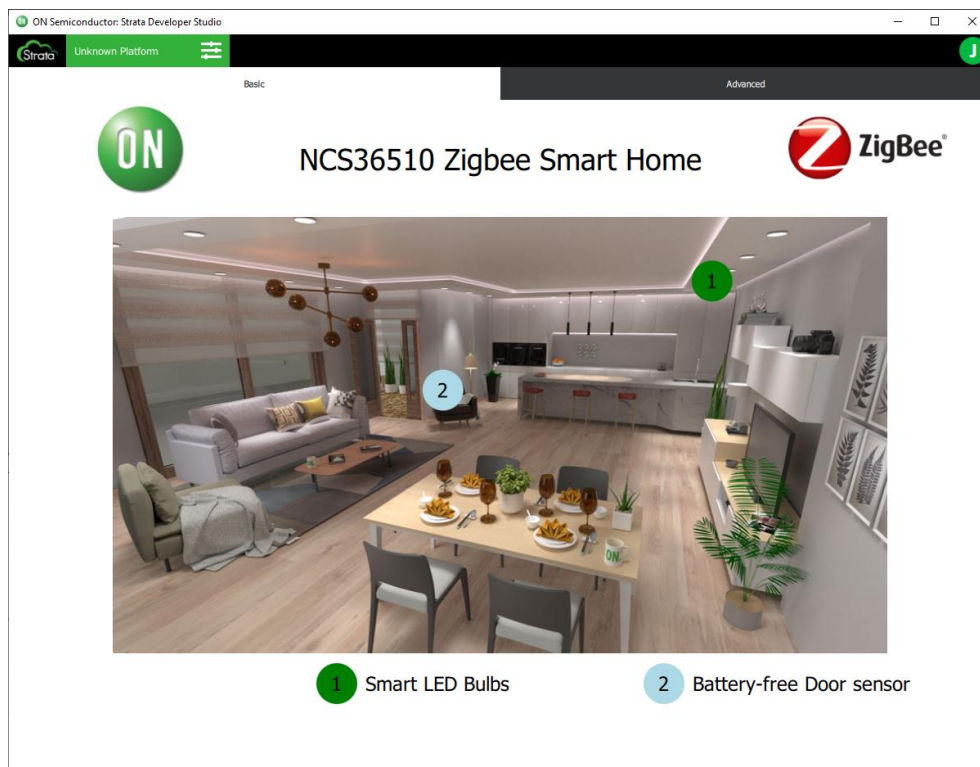 ON Semiconductor: Strata Developer Studio
Strata
Unknown Platform
J
Basic
Advanced
ON
NCS36510 Zigbee Smart Home
ZigBee®
1
2
ON
1 Smart LED Bulbs
2 Battery-free Door sensor